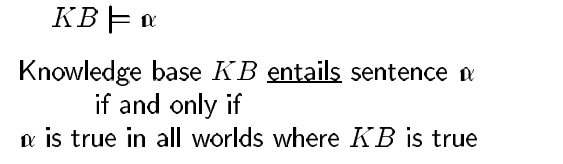 KB ⊨ α
Knowledge base KB entails sentence α
if and only if
α is true in all worlds where KB is true